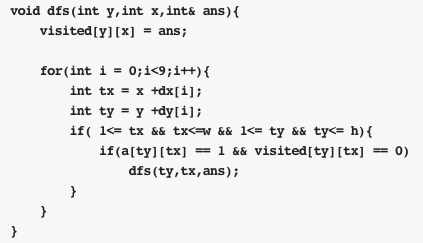 void dfs(int y,int x,int& ans){
    visited[y][x] = ans;

    for(int i = 0;i<9;i++){
        int tx = x +dx[i];
        int ty = y +dy[i];
        if( 1<= tx && tx<=w && 1<= ty && ty<= h){
            if(a[ty][tx] == 1 && visited[ty][tx] == 0)
                dfs(ty,tx,ans);
        }
    }
}